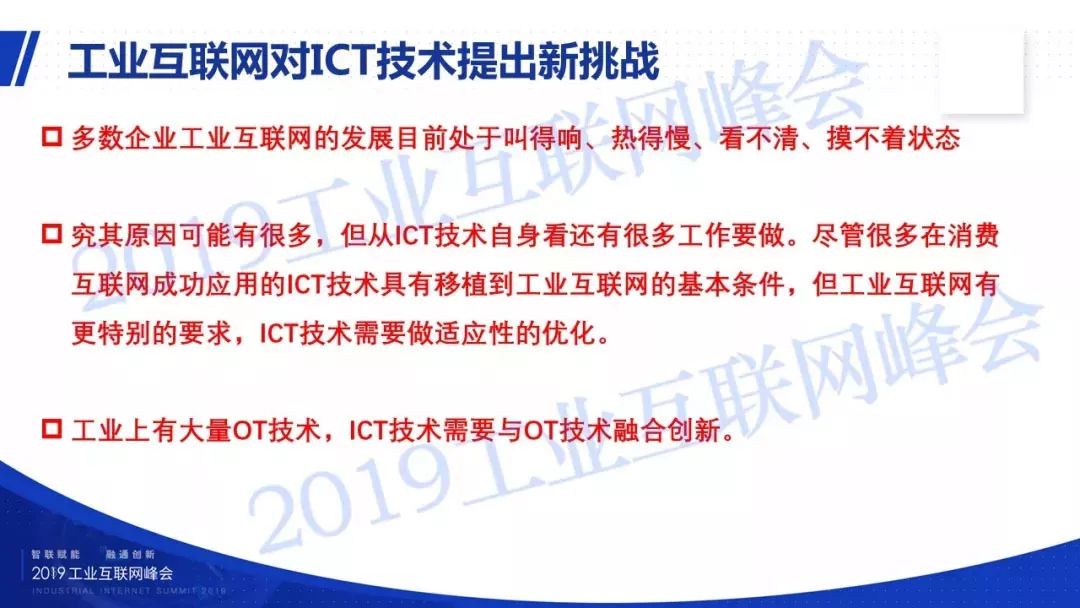 工业互联网对ICT技术提出新挑战
多数企业工业互联网的发展目前处于叫得响、热得慢、看不清、摸不着状态
究其原因可能有很多，但从ICT技术自身看还有很多工作要做。尽管很多在消费
互联网成功应用的ICT技术具有移植到工业互联网的基本条件，但工业互联网有
更特别的要求，ICT技术需要做适应性的优化。
工业上有大量OT技术，ICT技术需要与OT技术融合创新。
2019工业互联网峰会
2019工业互联网峰会
智联赋能 融通创新
2019工业互联网峰会
INDUSTRIAL INTERNET SUMMIT 2019